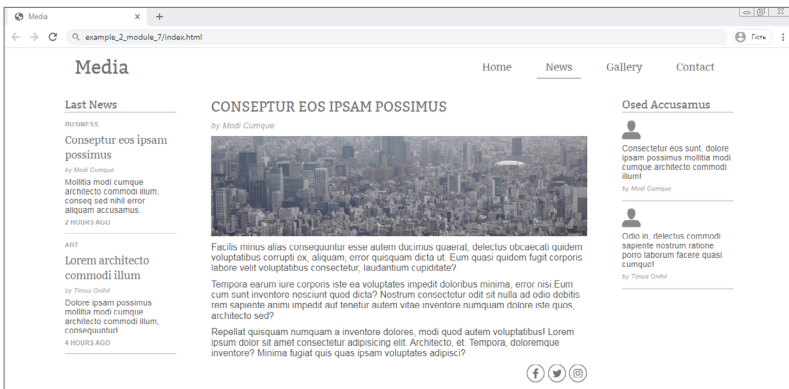 Media
example_2_module_7/index.html
Гість
Media
Home
News
Gallery
Contact
Last News
BUSINESS
Conseptur eos ipsam
possimus
by Modi Cumque
Mollitia modi cumque
architecto commodi illum,
conseq sed nihil error
aliquam accusamus.
2 HOURS AGO
ART
Lorem architecto
commodi illum
by Timus Onihil
Dolore ipsam possimus
mollitia modi cumque
architecto commodi illum,
consequuntur!
4 HOURS AGO
CONSEPTUR EOS IPSAM POSSIMUS
by Modi Cumque
Facilis minus alias consequuntur esse autem ducimus quaerat, delectus obcaecati quidem
voluptatibus corrupti ex, aliquam, error quisquam dicta ut. Eum quasi quidem fugit corporis
labore velit voluptatibus consectetur, laudantium cupiditate?
Tempora earum iure corporis iste ea voluptates impedit doloribus minima, error nisi.Eum
cum sunt inventore nosciunt quod dicta? Nostrum consectetur odit sit nulla ad odio debitis
rem sapiente animi impedit aut tenetur autem vitae inventore numquam dolore iste quos,
architecto sed?
Repellat quisquam numquam a inventore dolores, modi quod autem voluptatibus! Lorem
ipsum dolor sit amet consectetur adipisicing elit. Architecto, et. Tempora, doloremque
inventore? Minima fugiat quis quas ipsam voluptates adipisci?
Osed Accusamus
Consectetur eos sunt, dolore
ipsam possimus mollitia modi
cumque architecto commodi
illum!
by Modi Cumque
Odio in, delectus commodi
sapiente nostrum ratione
porro laborum facere quasi
cumque!
by Timus Onihil